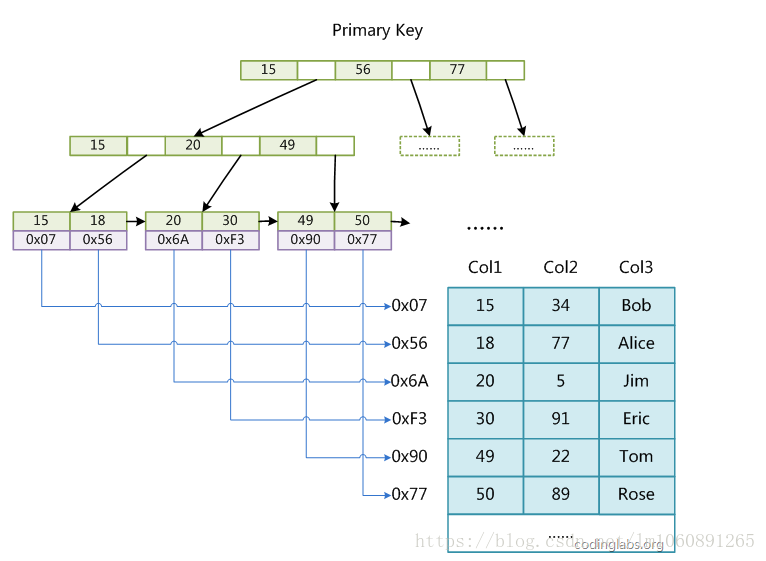 Primary Key
15 56 77
15 20 49
...... ......
15 18 20 30 49 50
0x07 0x56 0x6A 0xF3 0x90 0x77
......
Col1 Col2 Col3
0x07 15 34 Bob
0x56 18 77 Alice
0x6A 20 5 Jim
0xF3 30 91 Eric
0x90 49 22 Tom
0x77 50 89 Rose
......
https://blog.csdn.net/lm1060891265
codinglabs.org